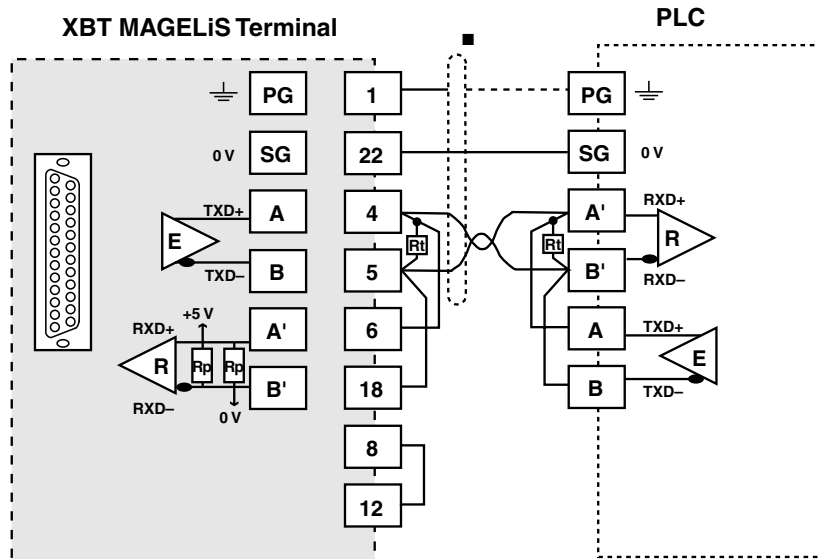 XBT MAGELiS Terminal
PLC
PG
1
PG
0 V
SG
22
SG
0 V
TXD+
A
4
A'
RXD+
E
Rt
Rt
R
TXD–
B
5
B'
RXD–
+5 V
RXD+
A'
6
A
TXD+
R
Rp
Rp
E
RXD–
B'
18
B
TXD–
0 V
8
12